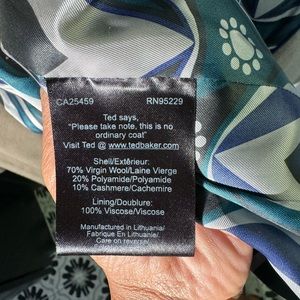 CA25459 RN95229
Ted says,
"Please take note, this is no
ordinary coat"
Visit Ted @ www.tedbaker.com
Shell/Extérieur:
70% Virgin Wool/Laine Vierge
20% Polyamide/Polyamide
10% Cashmere/Cachemire
Lining/Doublure:
100% Viscose/Viscose
Manufactured in Lithuania/
Fabrique En Lithuanie/
Care on reverse/